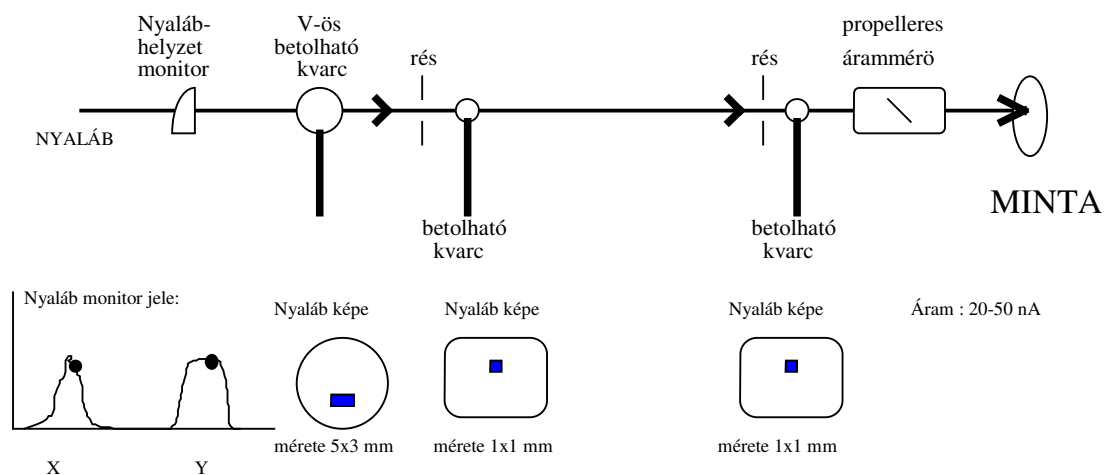 Nyaláb-
helyzet
monitor
V-ös
betolható
kvarc
rés
rés
propelleres
árammérö
NYALÁB
MINTA
betolható
kvarc
betolható
kvarc
Nyaláb monitor jele:
Nyaláb képe
Nyaláb képe
Nyaláb képe
Áram : 20-50 nA
mérete 5x3 mm
mérete 1x1 mm
mérete 1x1 mm
X
Y